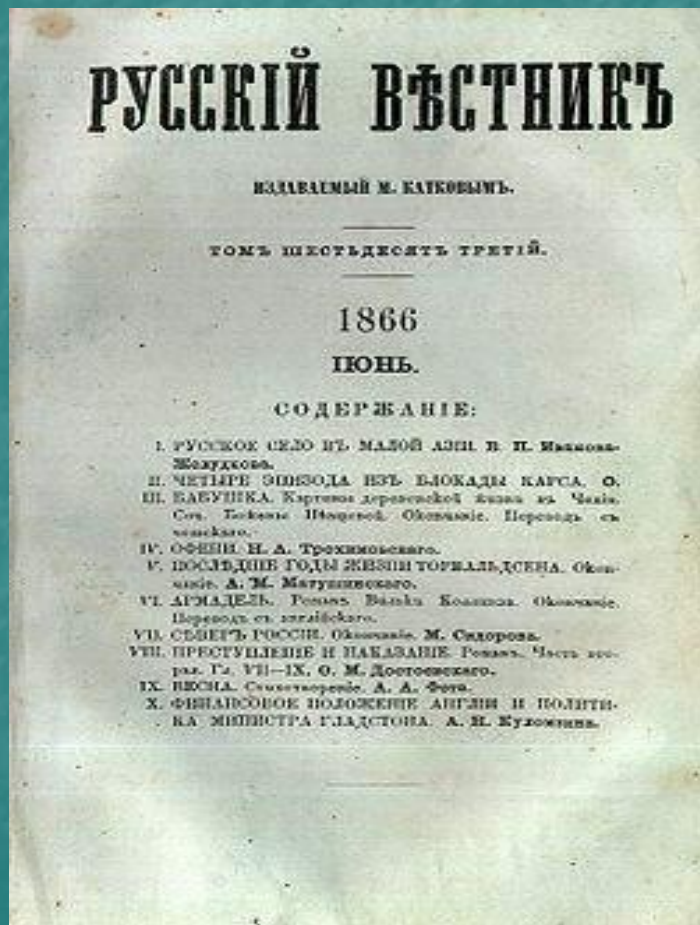 РУССКІЙ ВѢСТНИКЪ
ИЗДАВАЕМЫЙ М. КАТКОВЫМЪ.
ТОМЪ ШЕСТЬДЕСЯТЪ ТРЕТІЙ.
1866
ІЮНЬ.
СОДЕРЖАНІЕ:
I. РУССКОЕ СЕЛО ВЪ МАЛОЙ АЗІИ. В. П. Иванова-
Желудкова.
II. ЧЕТЫРЕ ЭПИЗОДА ИЗЪ БЛОКАДЫ КАРСА. О.
III. БАБУШКА. Картины деревенской жизни въ Чехіи.
Соч. Божены Нѣмцовой. Окончаніе. Переводъ съ
чешскаго.
IV. ОФЕНИ. Н. А. Трохимовскаго.
V. ПОСЛѢДНІЕ ГОДЫ ЖИЗНИ ТОРВАЛЬДСЕНА. Окон-
чаніе. А. М. Матушинскаго.
VI. АРМАДЕЛЬ. Романъ Вильки Коллинза. Окончаніе.
Переводъ съ англійскаго.
VII. СѢВЕРЪ РОССІИ. Окончаніе. М. Сидорова.
VIII. ПРЕСТУПЛЕНІЕ И НАКАЗАНІЕ. Романъ. Часть вто-
рая. Гл. VII—IX. Ѳ. М. Достоевскаго.
IX. ВЕСНА. Стихотвореніе. А. А. Фета.
X. ФИНАНСОВОЕ ПОЛОЖЕНІЕ АНГЛІИ И ПОЛИТИ-
КА МИНИСТРА ГЛАДСТОНА. А. Н. Куломзина.